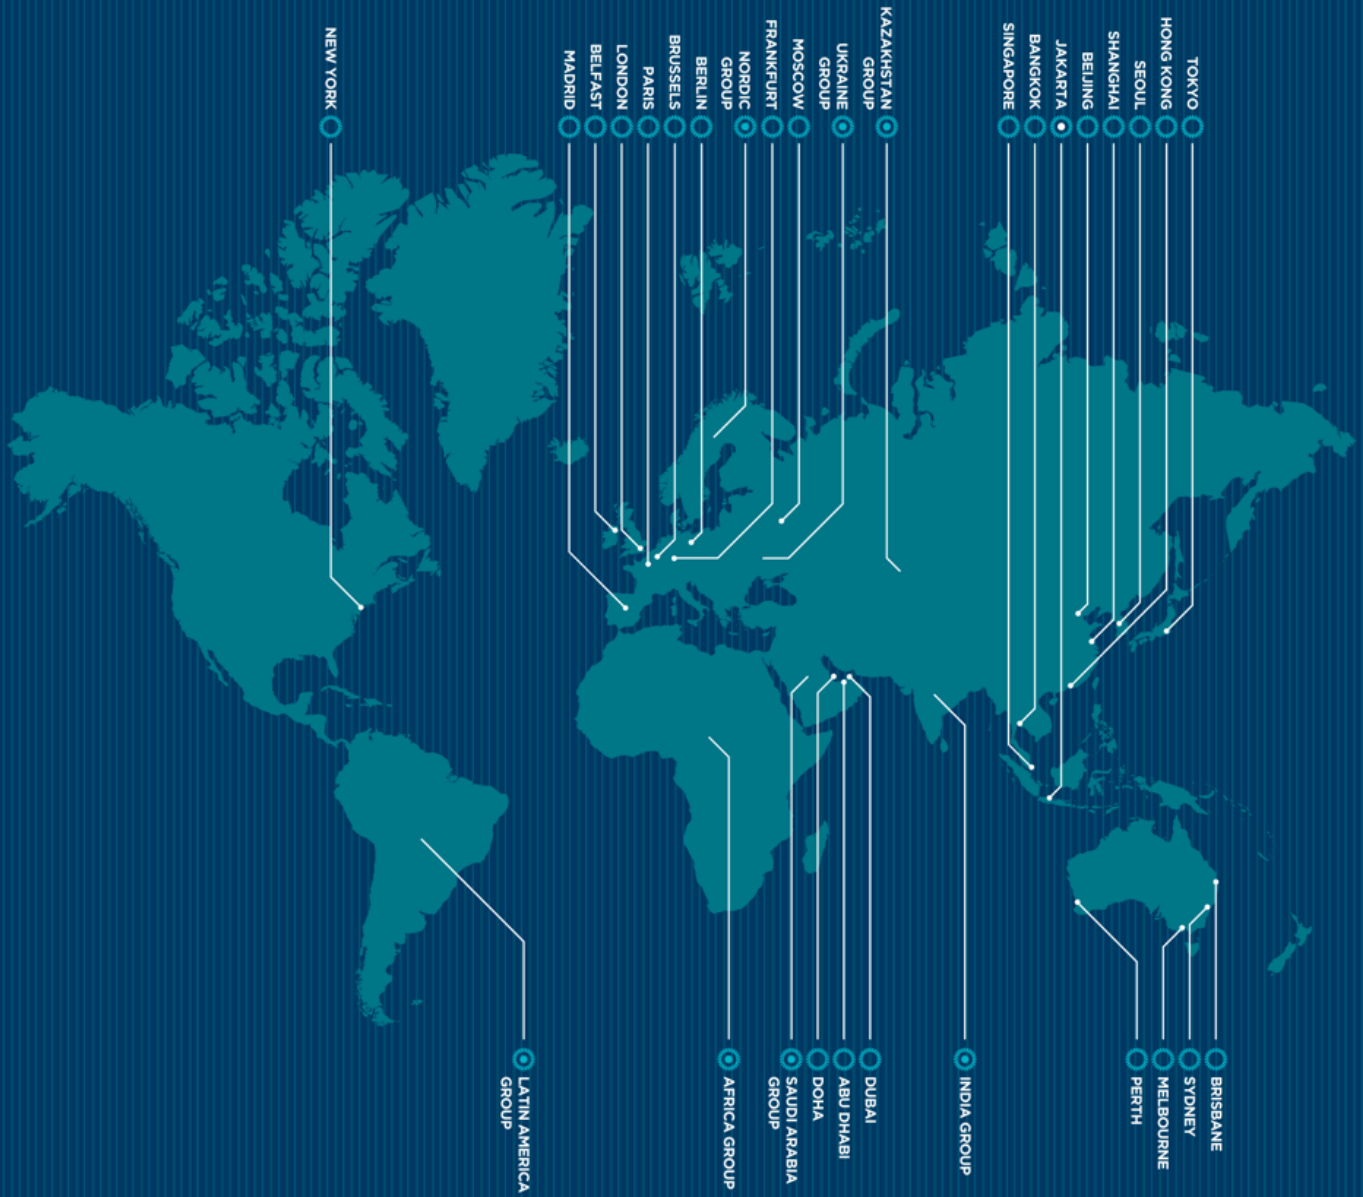 NEW YORK
MADRID
BELFAST
LONDON
PARIS
BRUSSELS
BERLIN
NORDIC
GROUP
FRANKFURT
MOSCOW
UKRAINE
GROUP
KAZAKHSTAN
GROUP
SINGAPORE
BANGKOK
JAKARTA
BEIJING
SHANGHAI
SEOUL
HONG KONG
TOKYO
LATIN AMERICA
GROUP
AFRICA GROUP
SAUDI ARABIA
GROUP
DOHA
ABU DHABI
DUBAI
INDIA GROUP
PERTH
MELBOURNE
SYDNEY
BRISBANE